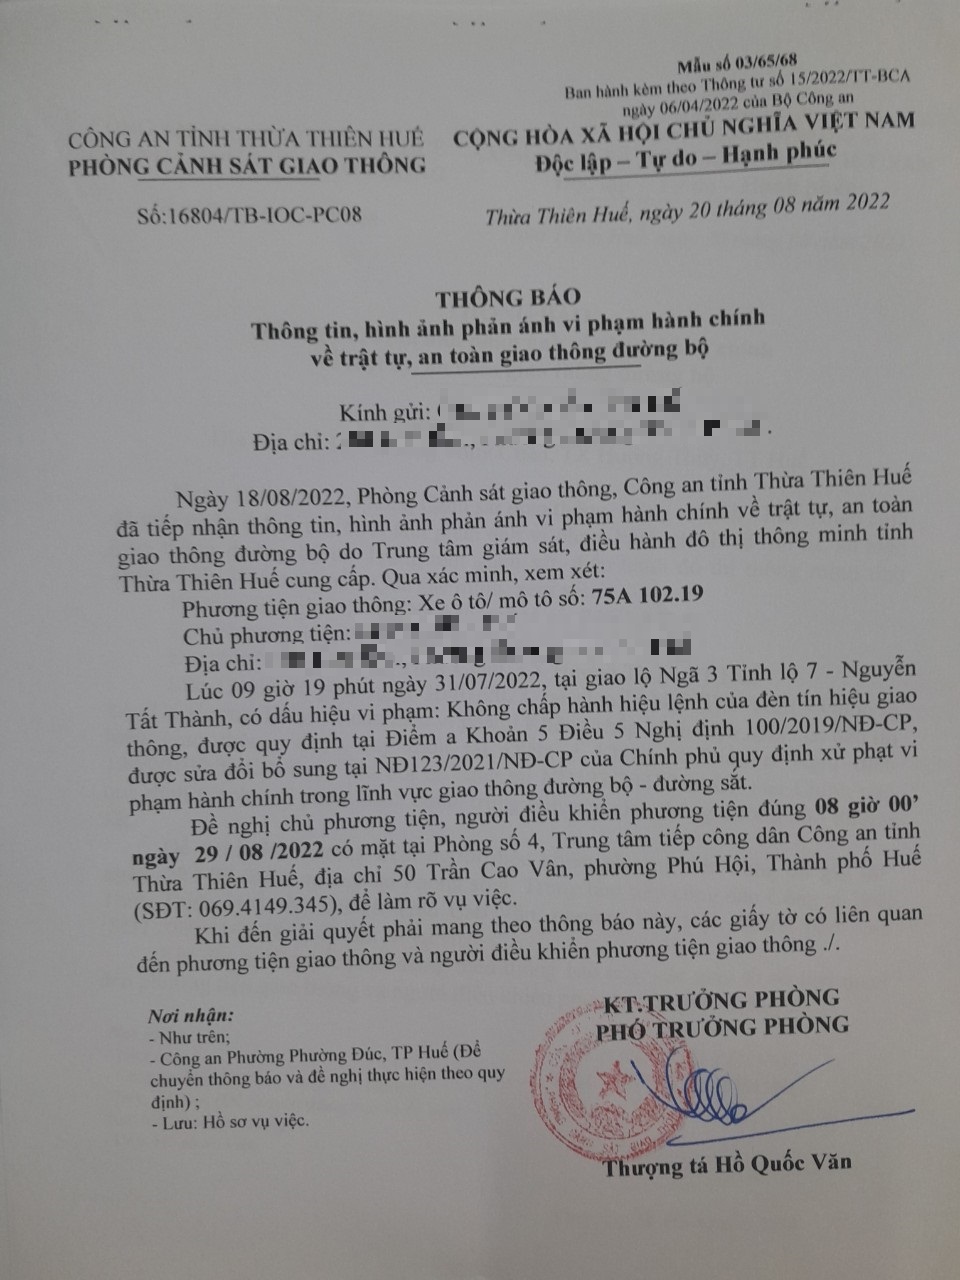 Mẫu số 03/65/68
Ban hành kèm theo Thông tư số 15/2022/TT-BCA
ngày 06/04/2022 của Bộ Công an
CÔNG AN TỈNH THỪA THIÊN HUẾ
PHÒNG CẢNH SÁT GIAO THÔNG
CỘNG HÒA XÃ HỘI CHỦ NGHĨA VIỆT NAM
Độc lập – Tự do – Hạnh phúc
Số:16804/TB-IOC-PC08
Thừa Thiên Huế, ngày 20 tháng 08 năm 2022
THÔNG BÁO
Thông tin, hình ảnh phản ánh vi phạm hành chính
về trật tự, an toàn giao thông đường bộ
Kính gửi:
Địa chỉ:
Ngày 18/08/2022, Phòng Cảnh sát giao thông, Công an tỉnh Thừa Thiên Huế
đã tiếp nhận thông tin, hình ảnh phản ánh vi phạm hành chính về trật tự, an toàn
giao thông đường bộ do Trung tâm giám sát, điều hành đô thị thông minh tỉnh
Thừa Thiên Huế cung cấp. Qua xác minh, xem xét:
Phương tiện giao thông: Xe ô tô/ mô tô số: 75A 102.19
Chủ phương tiện:
Địa chỉ:
Lúc 09 giờ 19 phút ngày 31/07/2022, tại giao lộ Ngã 3 Tỉnh lộ 7 - Nguyễn
Tất Thành, có dấu hiệu vi phạm: Không chấp hành hiệu lệnh của đèn tín hiệu giao
thông, được quy định tại Điểm a Khoản 5 Điều 5 Nghị định 100/2019/NĐ-CP,
được sửa đổi bổ sung tại NĐ123/2021/NĐ-CP của Chính phủ quy định xử phạt vi
phạm hành chính trong lĩnh vực giao thông đường bộ - đường sắt.
Đề nghị chủ phương tiện, người điều khiển phương tiện đúng 08 giờ 00’
ngày 29 / 08 /2022 có mặt tại Phòng số 4, Trung tâm tiếp công dân Công an tỉnh
Thừa Thiên Huế, địa chỉ 50 Trần Cao Vân, phường Phú Hội, Thành phố Huế
(SĐT: 069.4149.345), để làm rõ vụ việc.
Khi đến giải quyết phải mang theo thông báo này, các giấy tờ có liên quan
đến phương tiện giao thông và người điều khiển phương tiện giao thông ./.
Nơi nhận:
- Như trên;
- Công an Phường Phường Đúc, TP Huế (Để
chuyển thông báo và đề nghị thực hiện theo quy
định) ;
- Lưu: Hồ sơ vụ việc.
KT.TRƯỞNG PHÒNG
PHÓ TRƯỞNG PHÒNG
Thượng tá Hồ Quốc Văn